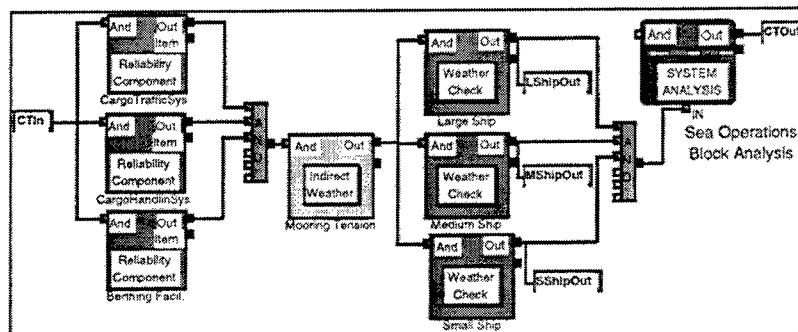 CTIn
And Out
Item
Reliability
Component
CargoTrafficSys
And Out
Item
Reliability
Component
CargoHandlinSys
And Out
Item
Reliability
Component
Berthing Facil.
A
N
D
And Out
Indirect
Weather
Mooring Tension
And Out
Weather
Check
Large Ship
LShipOut
And Out
Weather
Check
Medium Ship
MShipOut
And Out
Weather
Check
Small Ship
SShipOut
A
N
D
And Out
SYSTEM
ANALYSIS
IN
CTOut
Sea Operations
Block Analysis